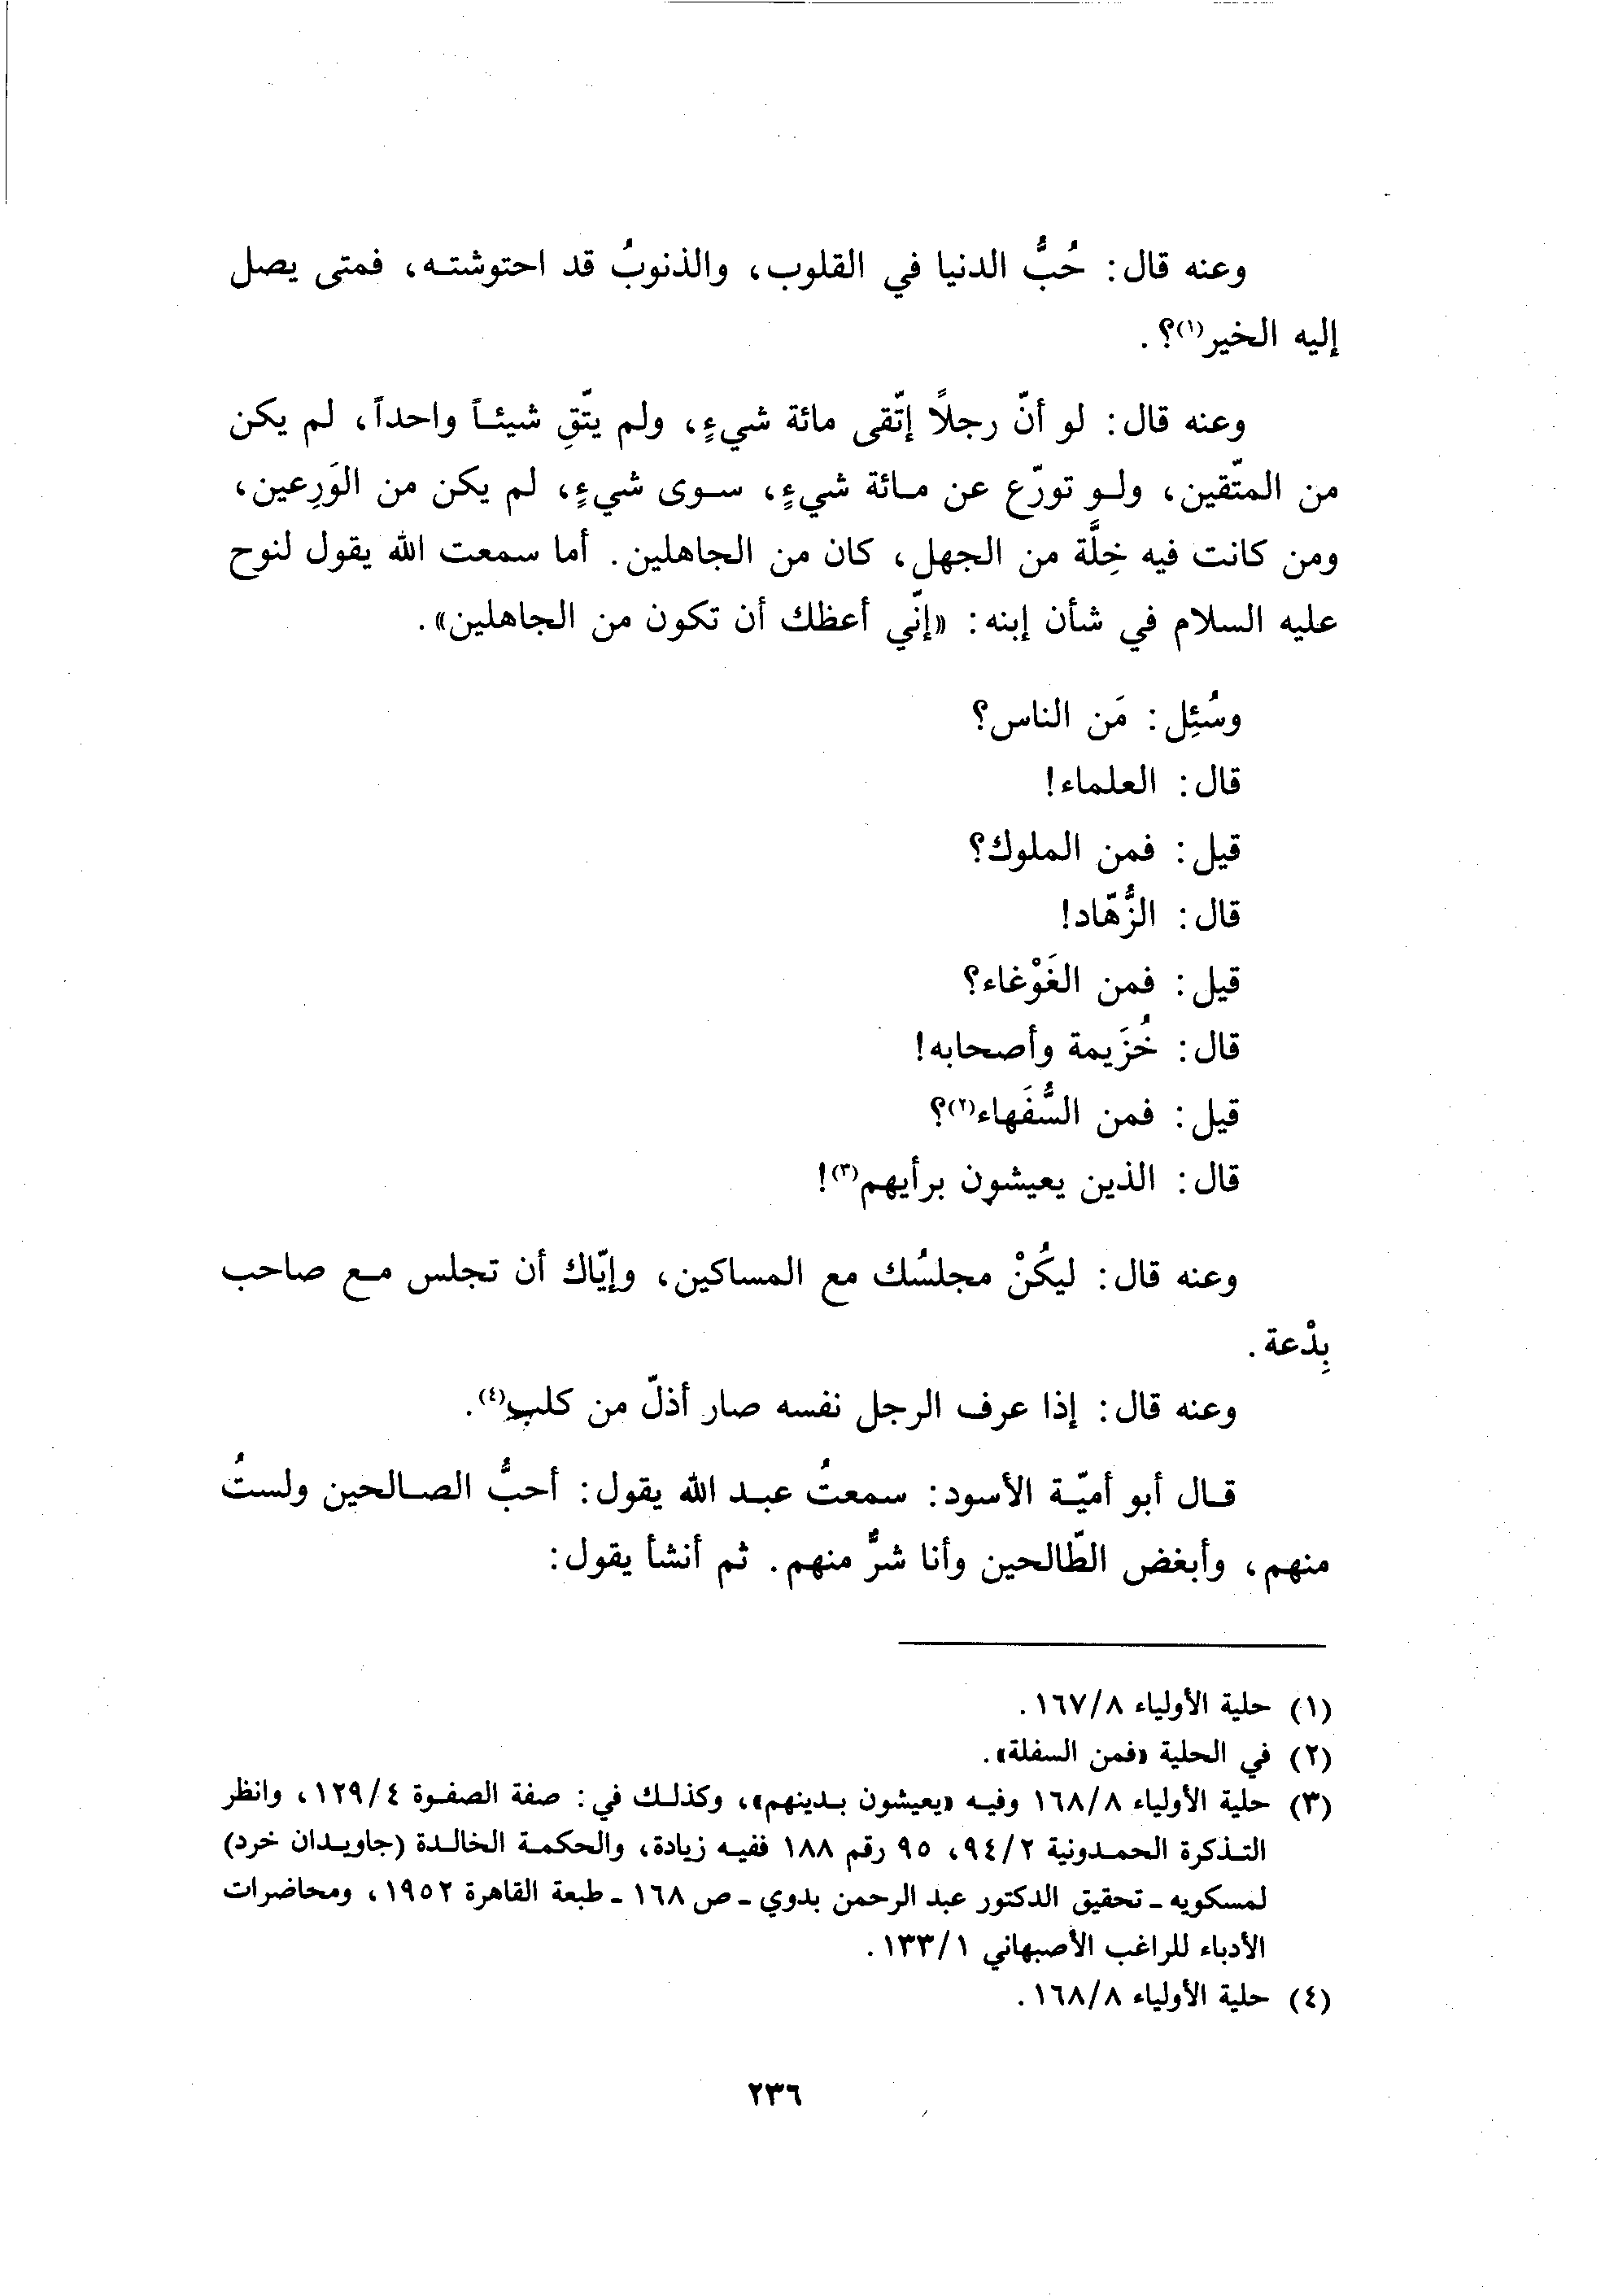 وعنه قال: حُبُّ الدنيا في القلوب، والذنوبُ قد احتوشته، فمتى يصل
إليه الخير(١)؟.
وعنه قال: لو أنّ رجلًا إتّقى مائة شيءٍ، ولم يتّقِ شيئاً واحداً، لم يكن
من المتّقين، ولو تورّع عن مائة شيءٍ، سوى شيءٍ، لم يكن من الوَرِعين،
ومن كانت فيه خِلَّة من الجهل، كان من الجاهلين. أما سمعت الله يقول لنوح
عليه السلام في شأن إبنه: «إنّي أعظك أن تكون من الجاهلين».
وسُئِل: مَن الناس؟
قال: العلماء!
قيل: فمن الملوك؟
قال: الزُّهّاد!
قيل: فمن الغَوْغاء؟
قال: خُزَيمة وأصحابه!
قيل: فمن السُّفَهاء(٢)؟
قال: الذين يعيشون برأيهم(٣)!
وعنه قال: ليكُنْ مجلسُك مع المساكين، وإيّاك أن تجلس مع صاحب
بِدْعة.
وعنه قال: إذا عرف الرجل نفسه صار أذلّ من كلب(٤).
قال أبو أميّة الأسود: سمعتُ عبد الله يقول: أحبُّ الصالحين ولستُ
منهم، وأبغض الطّالحين وأنا شرٌّ منهم. ثم أنشأ يقول:
(١) حلية الأولياء ١٦٧/٨.
(٢) في الحلية «فمن السفلة».
(٣) حلية الأولياء ١٦٨/٨ وفيه «يعيشون بدينهم»، وكذلك في: صفة الصفوة ١٢٩/٤، وانظر
التذكرة الحمدونية ٩٤/٢، ٩٥ رقم ١٨٨ ففيه زيادة، والحكمة الخالدة (جاويدان خرد)
لمسكويه ـ تحقيق الدكتور عبد الرحمن بدوي ـ ص ١٦٨ ـ طبعة القاهرة ١٩٥٢، ومحاضرات
الأدباء للراغب الأصبهاني ١٣٣/١.
(٤) حلية الأولياء ١٦٨/٨.
٢٣٦